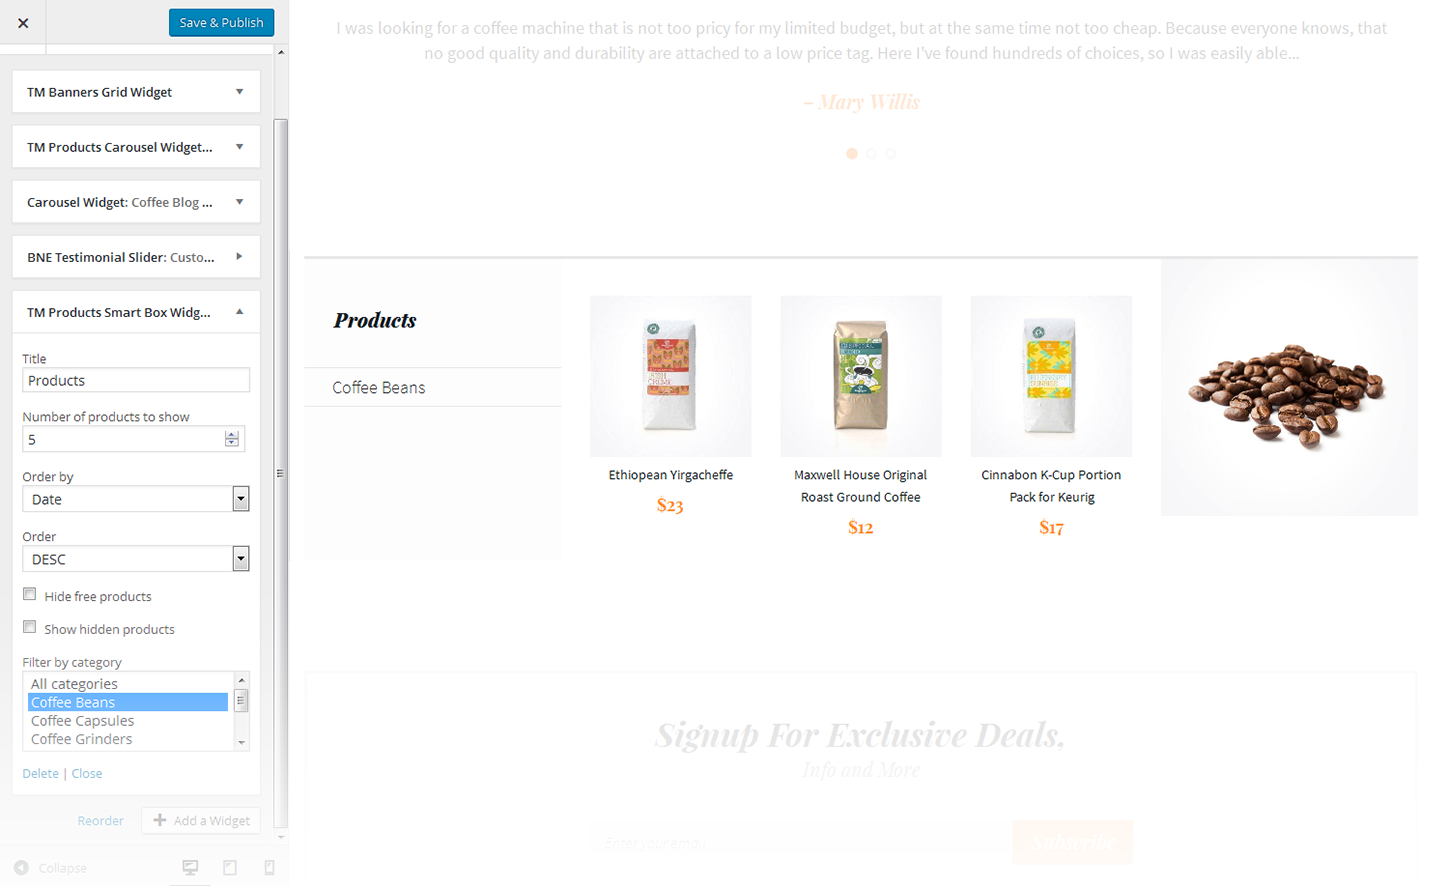 Save & Publish
TM Banners Grid Widget
TM Products Carousel Widget...
Carousel Widget: Coffee Blog ...
BNE Testimonial Slider: Custo...
TM Products Smart Box Widg...
Title
Products
Number of products to show
5
Order by
Date
Order
DESC
Hide free products
Show hidden products
Filter by category
All categories
Coffee Beans
Coffee Capsules
Coffee Grinders
Delete | Close
Reorder
Add a Widget
Collapse
I was looking for a coffee machine that is not too pricy for my limited budget, but at the same time not too cheap. Because everyone knows, that
no good quality and durability are attached to a low price tag. Here I've found hundreds of choices, so I was easily able...
– Mary Willis
Products
Coffee Beans
Ethiopean Yirgacheffe
$23
Maxwell House Original
Roast Ground Coffee
$12
Cinnabon K-Cup Portion
Pack for Keurig
$17
Signup For Exclusive Deals,
Info and More
Enter your email
Subscribe